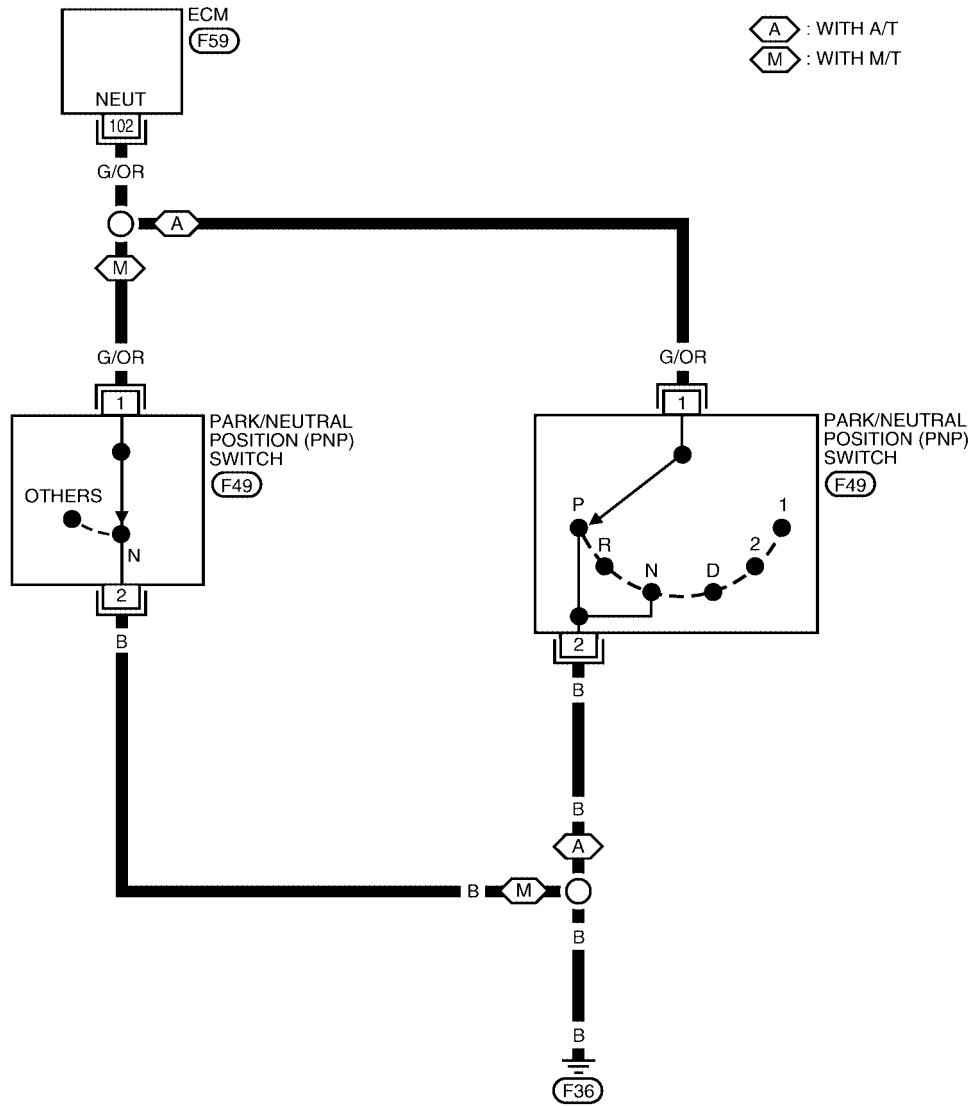 ECM
F59
A : WITH A/T
M : WITH M/T
NEUT
102
G/OR
A
M
G/OR
G/OR
1
1
PARK/NEUTRAL
POSITION (PNP)
SWITCH
F49
OTHERS
N
2
B
PARK/NEUTRAL
POSITION (PNP)
SWITCH
F49
P
R
N
D
2
1
2
B
B
A
B
M
B
B
F36